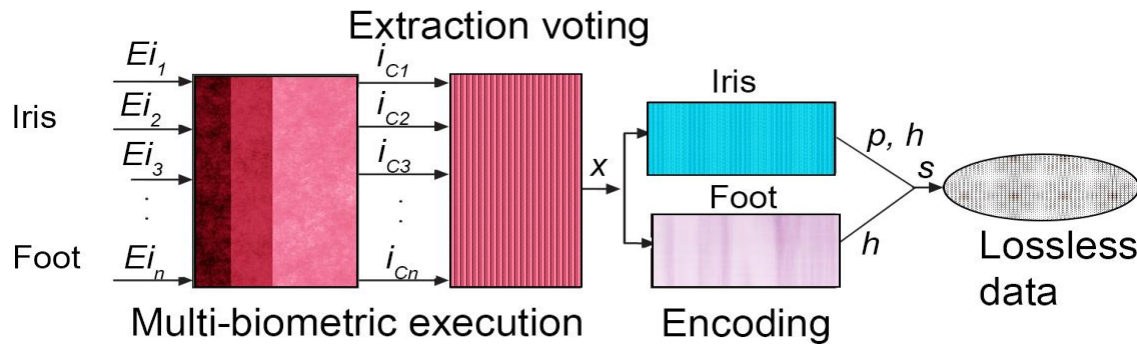 Extraction voting
Iris
Foot
Ei1
Ei2
Ei3
.
.
Ein
iC1
iC2
iC3
.
.
iCn
x
Iris
Foot
p, h
h
s
Lossless
data
Multi-biometric execution
Encoding